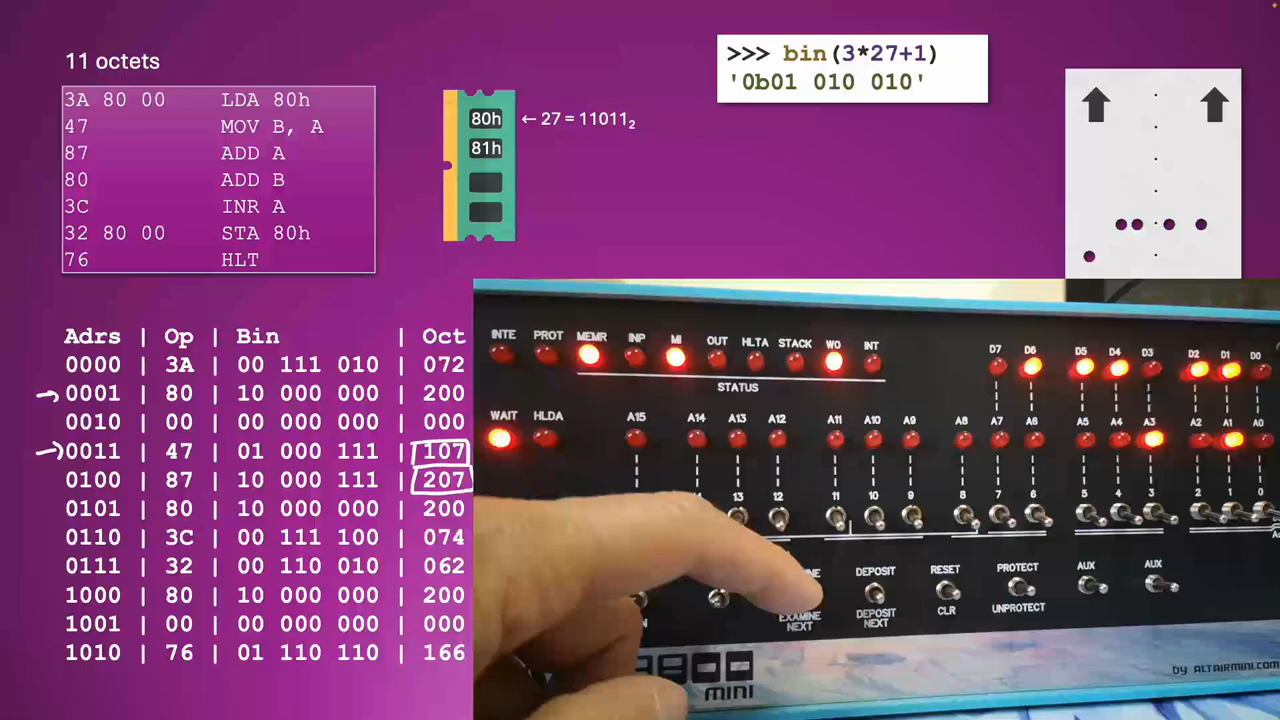 11 octets
3A 80 00 LDA 80h
47 MOV B, A
87 ADD A
80 ADD B
3C INR A
32 80 00 STA 80h
76 HLT
80h
← 27 = 11011₂
81h
>>> bin(3*27+1)
'0b01 010 010'
Adrs | Op | Bin | Oct
0000 | 3A | 00 111 010 | 072
0001 | 80 | 10 000 000 | 200
0010 | 00 | 00 000 000 | 000
0011 | 47 | 01 000 111 | 107
0100 | 87 | 10 000 111 | 207
0101 | 80 | 10 000 000 | 200
0110 | 3C | 00 111 100 | 074
0111 | 32 | 00 110 010 | 062
1000 | 80 | 10 000 000 | 200
1001 | 00 | 00 000 000 | 000
1010 | 76 | 01 110 110 | 166
INTE PROT MEMR INP MI OUT HLTA STACK WO INT D7 D6 D5 D4 D3 D2 D1 D0
STATUS
WAIT HLDA A15 A14 A13 A12 A11 A10 A9 A8 A7 A6 A5 A4 A3 A2 A1 A0
13 12 11 10 9 8 7 6 5 4 3 2 1 0
DEPOSIT RESET PROTECT AUX AUX
EXAMINE NEXT DEPOSIT NEXT CLR UNPROTECT
MINI
by ALTAIRMINI.COM